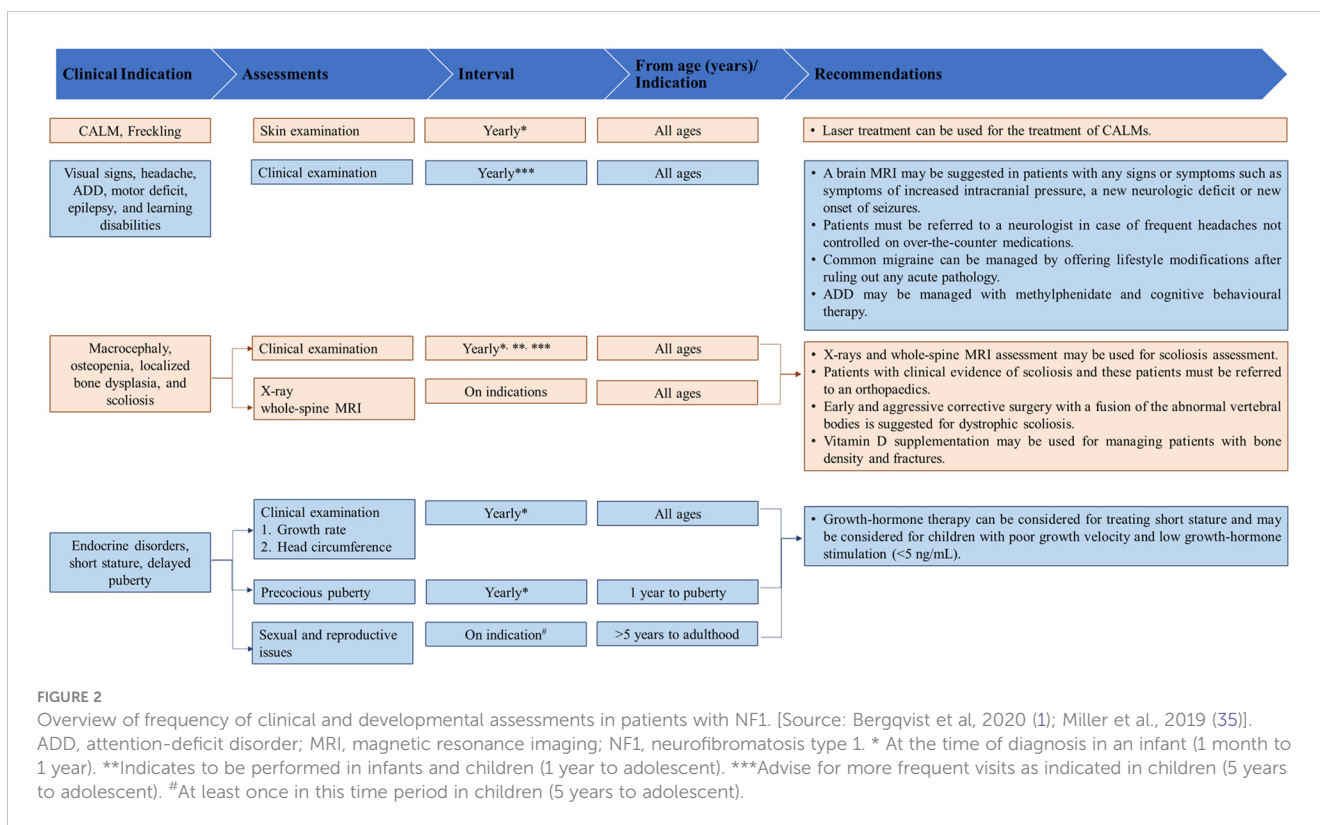 Clinical Indication
Assessments
Interval
From age (years)/
Indication
Recommendations
CALM, Freckling
Skin examination
Yearly*
All ages
• Laser treatment can be used for the treatment of CALMs.
Visual signs, headache,
ADD, motor deficit,
epilepsy, and learning
disabilities
Clinical examination
Yearly***
All ages
• A brain MRI may be suggested in patients with any signs or symptoms such as
symptoms of increased intracranial pressure, a new neurologic deficit or new
onset of seizures.
• Patients must be referred to a neurologist in case of frequent headaches not
controlled on over-the-counter medications.
• Common migraine can be managed by offering lifestyle modifications after
ruling out any acute pathology.
• ADD may be managed with methylphenidate and cognitive behavioural
therapy.
Macrocephaly,
osteopenia, localized
bone dysplasia, and
scoliosis
Clinical examination
Yearly*, **, ***
All ages
X-ray
whole-spine MRI
On indications
All ages
• X-rays and whole-spine MRI assessment may be used for scoliosis assessment.
• Patients with clinical evidence of scoliosis and these patients must be referred
to an orthopaedics.
• Early and aggressive corrective surgery with a fusion of the abnormal vertebral
bodies is suggested for dystrophic scoliosis.
• Vitamin D supplementation may be used for managing patients with bone
density and fractures.
Endocrine disorders,
short stature, delayed
puberty
Clinical examination
1. Growth rate
2. Head circumference
Yearly*
All ages
Precocious puberty
Yearly*
1 year to puberty
Sexual and reproductive
issues
On indication#
>5 years to adulthood
• Growth-hormone therapy can be considered for treating short stature and may
be considered for children with poor growth velocity and low growth-hormone
stimulation (<5 ng/mL).
FIGURE 2
Overview of frequency of clinical and developmental assessments in patients with NF1. [Source: Bergqvist et al, 2020 (1); Miller et al., 2019 (35)].
ADD, attention-deficit disorder; MRI, magnetic resonance imaging; NF1, neurofibromatosis type 1. * At the time of diagnosis in an infant (1 month to
1 year). **Indicates to be performed in infants and children (1 year to adolescent). ***Advise for more frequent visits as indicated in children (5 years
to adolescent). #At least once in this time period in children (5 years to adolescent).